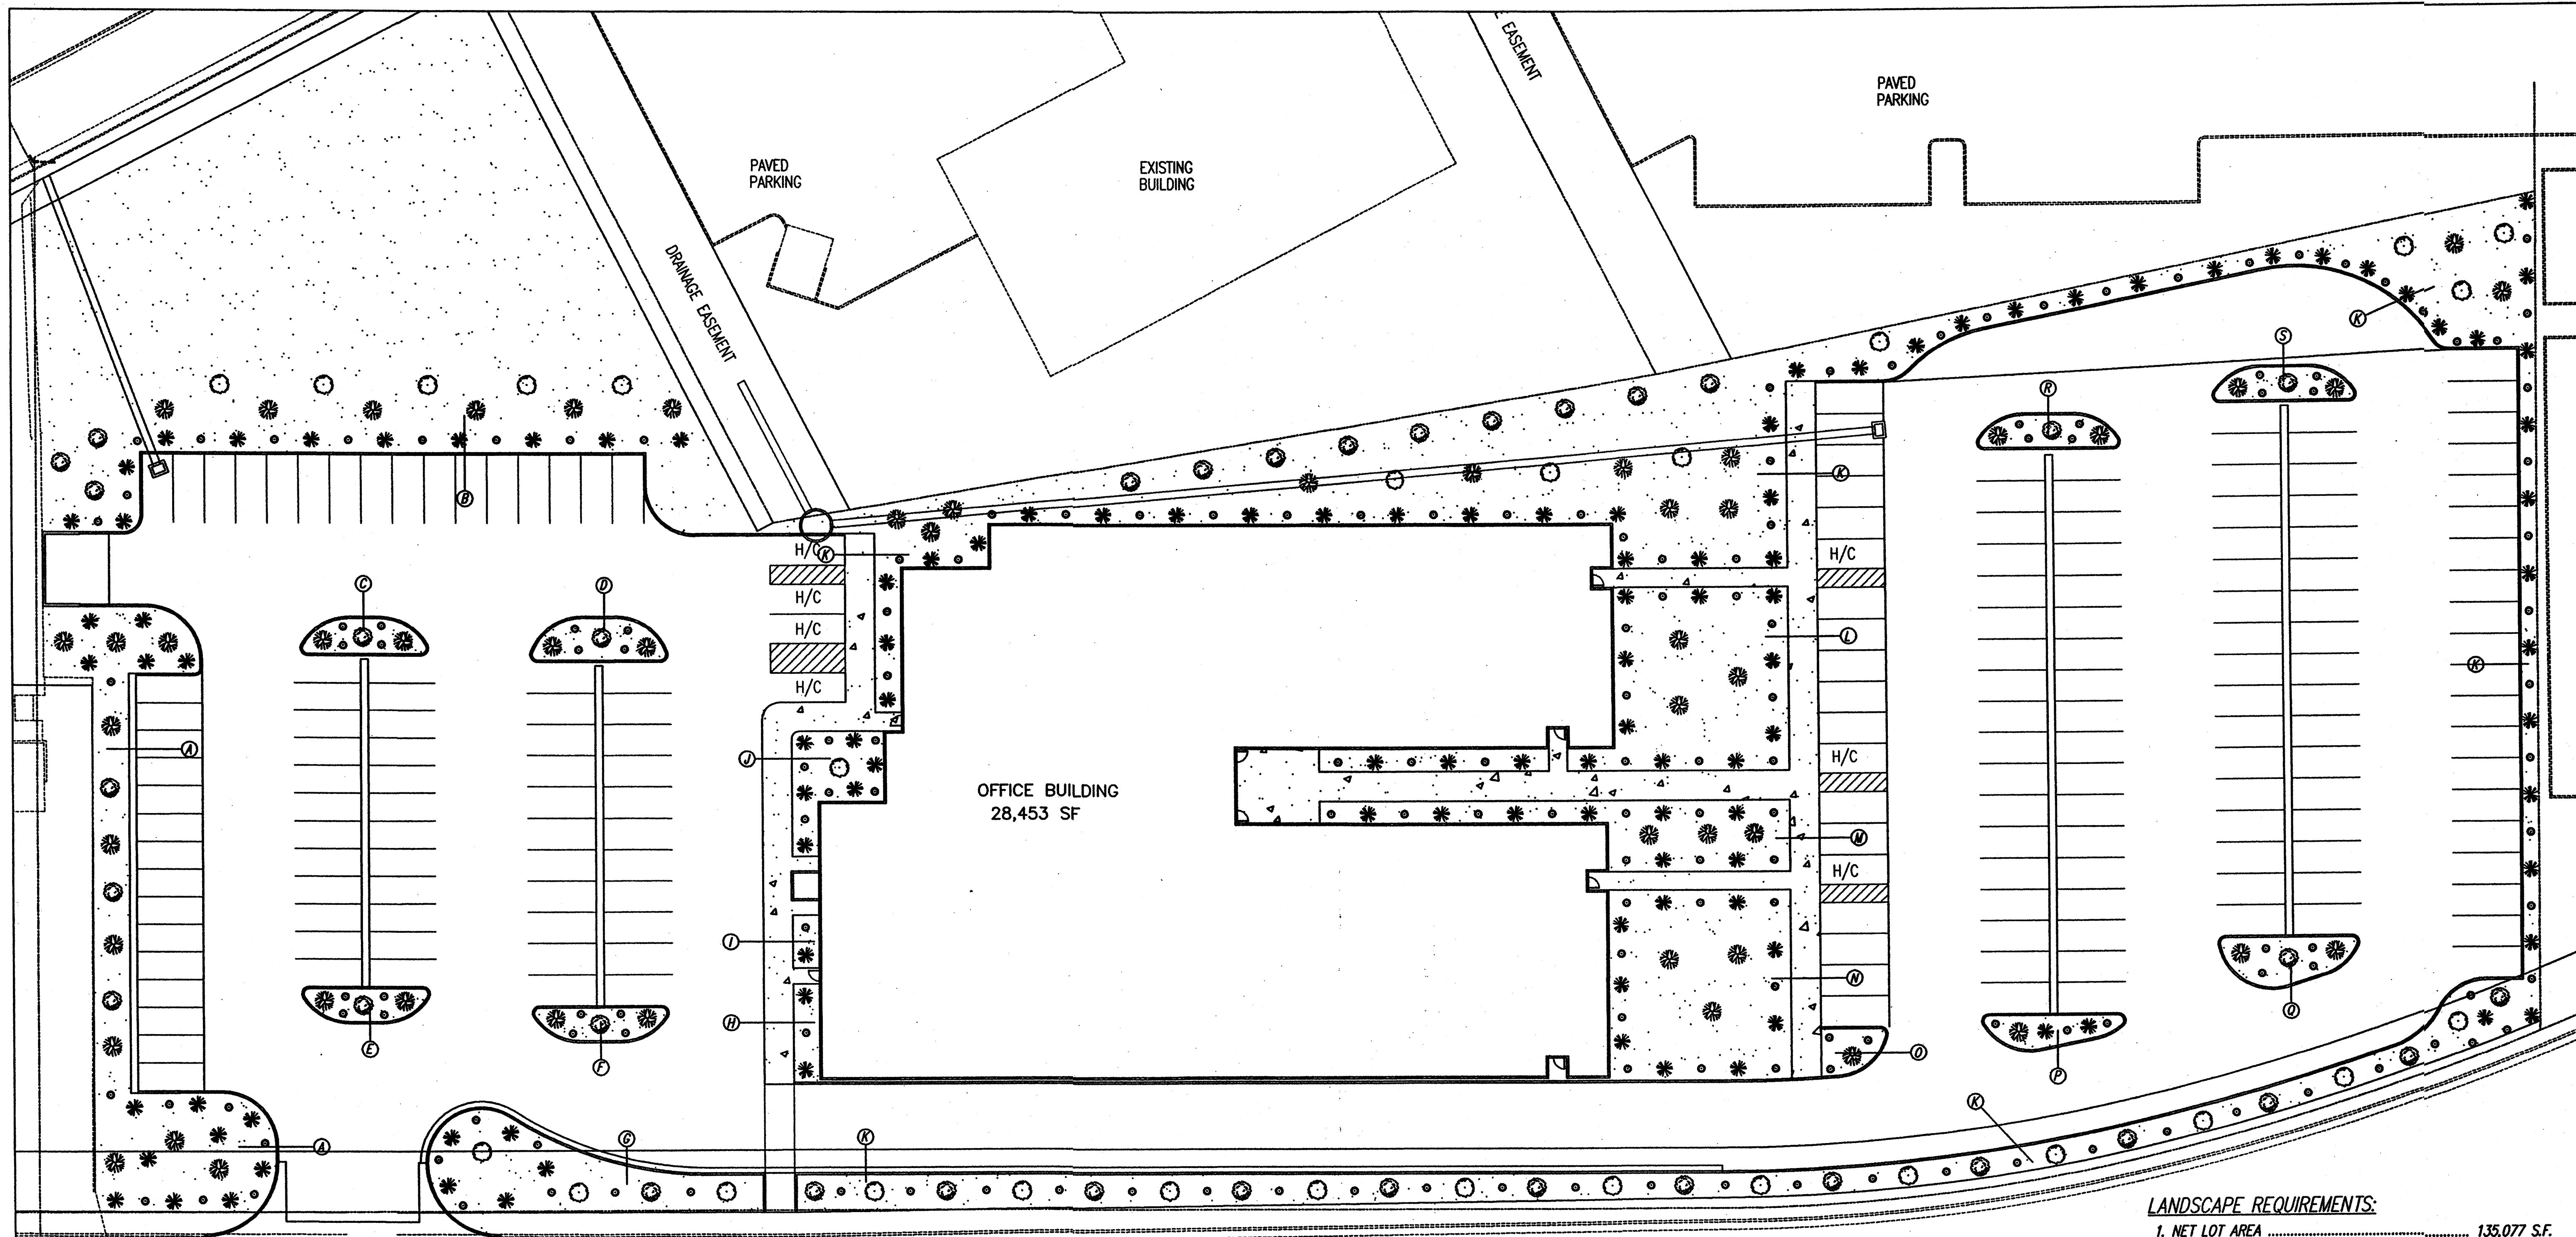 E EASEMENT
PAVED
PARKING
PAVED
PARKING
EXISTING
BUILDING
DRAINAGE EASEMENT
K
S
R
B
K
H/C
K
H/C
C
D
H/C
H/C
L
K
H/C
A
J
H/C
OFFICE BUILDING
28,453 SF
M
H/C
I
N
H
Q
E
F
O
P
K
G
K
A
LANDSCAPE REQUIREMENTS:
1. NET LOT AREA ........................ 135,077 S.F.